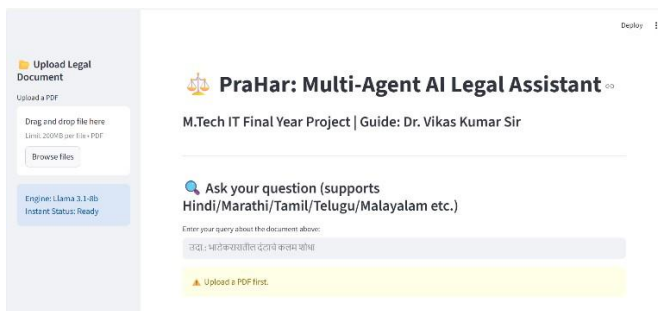 Deploy
Upload Legal
Document
Upload a PDF
Drag and drop file here
Limit 200MB per file • PDF
Browse files
Engine: Llama 3.1-8b
Instant Status: Ready
PraHar: Multi-Agent AI Legal Assistant
M.Tech IT Final Year Project | Guide: Dr. Vikas Kumar Sir
Ask your question (supports
Hindi/Marathi/Tamil/Telugu/Malayalam etc.)
Enter your query about the document above:
उदा.: भाडेकरारातील दंडाचे कलम शोधा
Upload a PDF first.